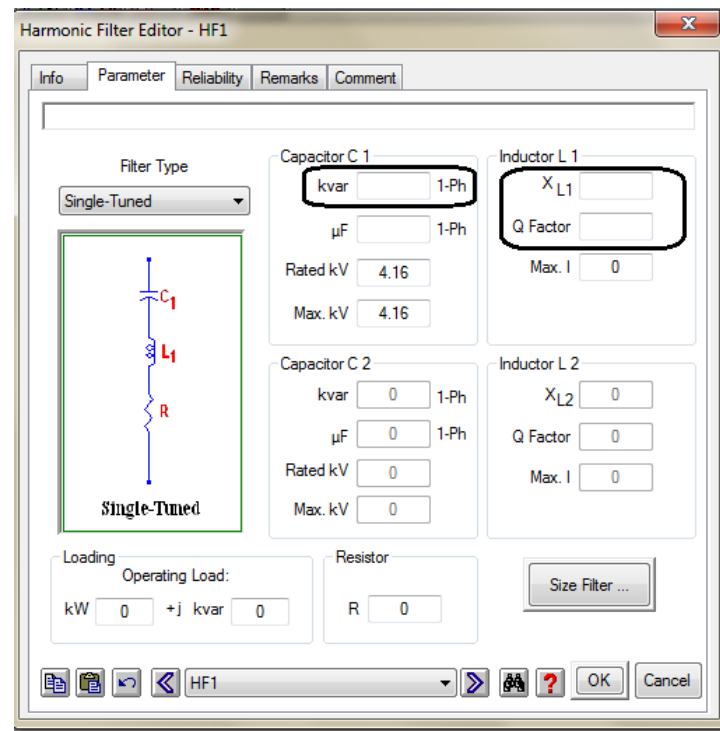 Harmonic Filter Editor - HF1
X
Info Parameter Reliability Remarks Comment
Filter Type
Single-Tuned
C1
L1
R
Single-Tuned
Capacitor C 1
kvar 1-Ph
µF 1-Ph
Rated kV 4.16
Max. kV 4.16
Inductor L 1
XL1
Q Factor
Max. I 0
Capacitor C 2
kvar 0 1-Ph
µF 0 1-Ph
Rated kV 0
Max. kV 0
Inductor L 2
XL2 0
Q Factor 0
Max. I 0
Loading
Operating Load:
kW 0 +j kvar 0
Resistor
R 0
Size Filter ...
HF1
?
OK
Cancel